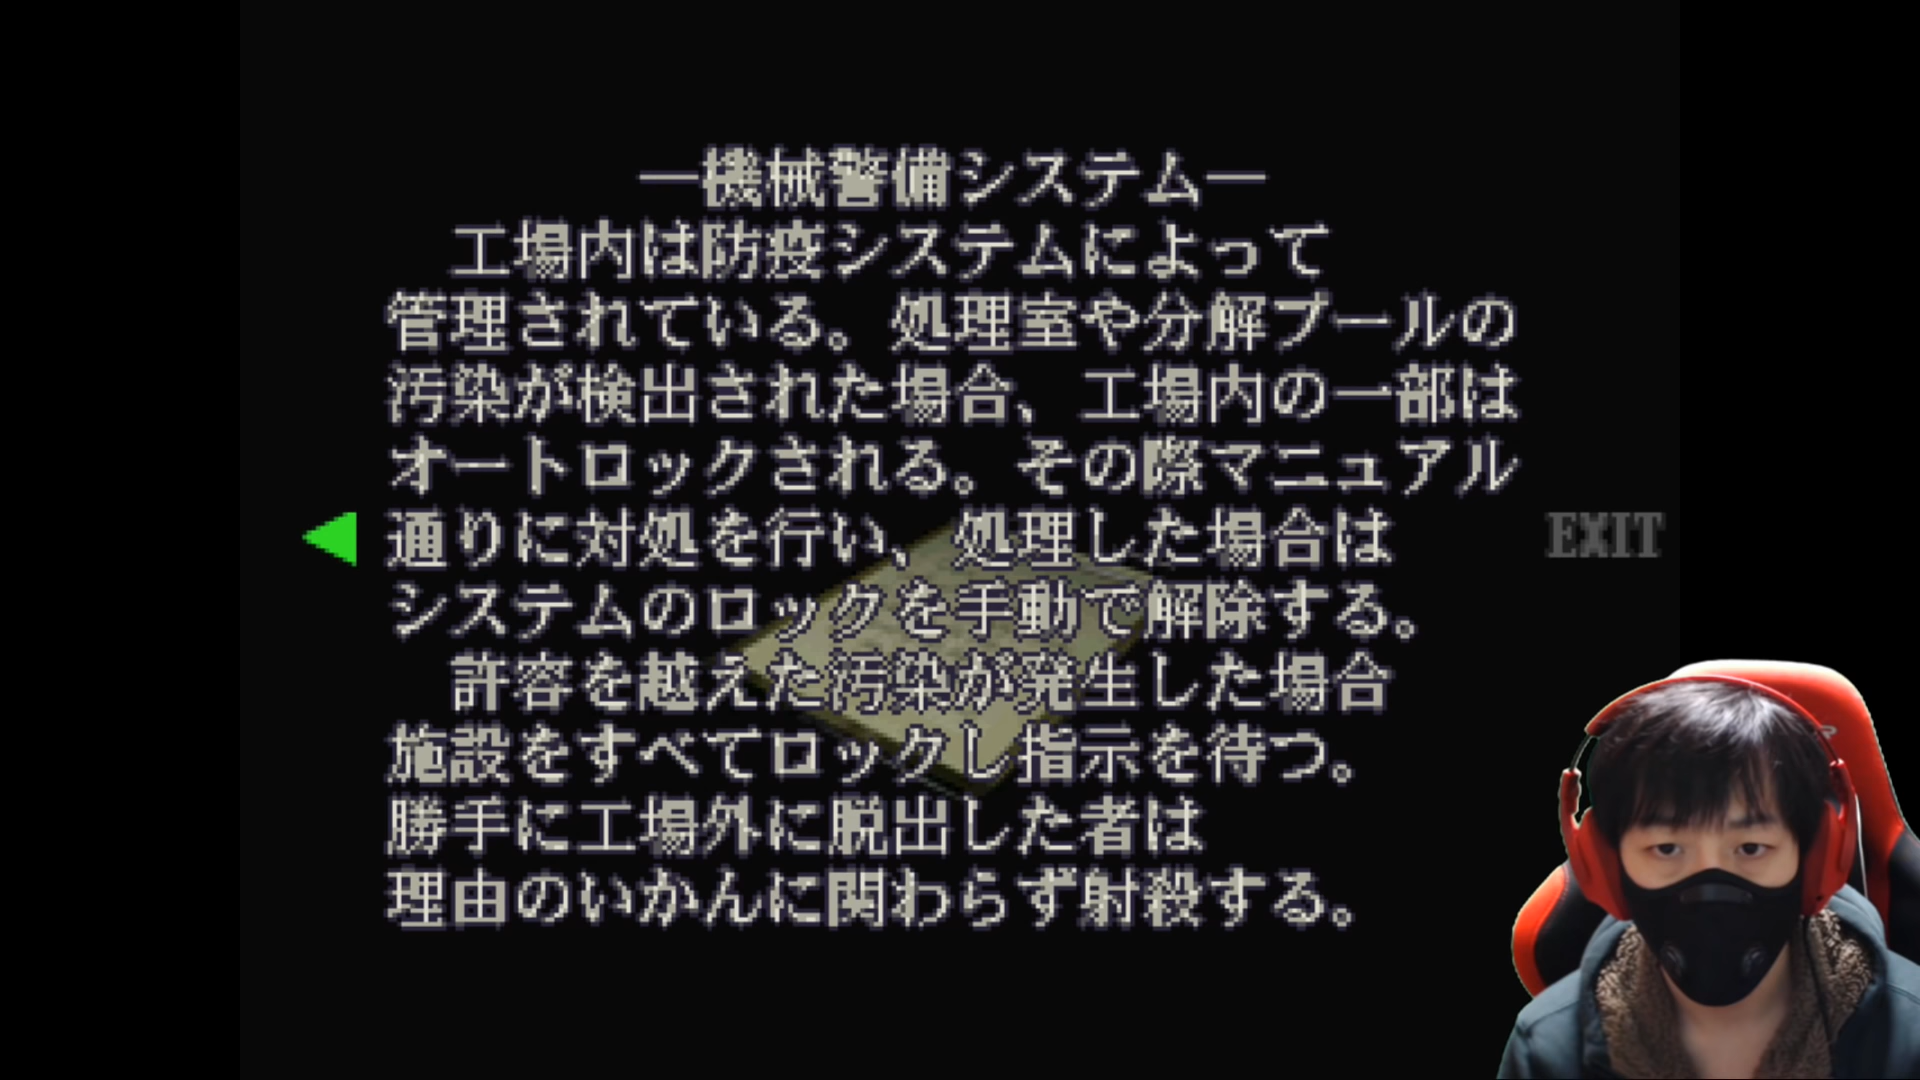 ―機械警備システム―
工場内は防疫システムによって
管理されている。処理室や分解プールの
汚染が検出された場合、工場内の一部は
オートロックされる。その際マニュアル
通りに対処を行い、処理した場合は
システムのロックを手動で解除する。
許容を越えた汚染が発生した場合
施設をすべてロックし指示を待つ。
勝手に工場外に脱出した者は
理由のいかんに関わらず射殺する。
EXIT